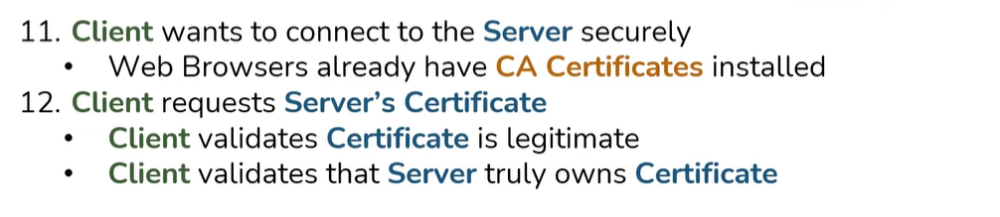 11. Client wants to connect to the Server securely
• Web Browsers already have CA Certificates installed
12. Client requests Server’s Certificate
• Client validates Certificate is legitimate
• Client validates that Server truly owns Certificate